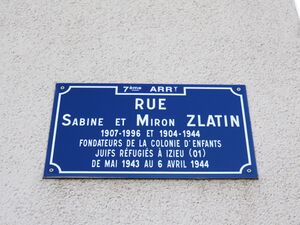 7ème ARRT
RUE
SABINE ET MIRON ZLATIN
1907-1996 ET 1904-1944
FONDATEURS DE LA COLONIE D'ENFANTS
JUIFS RÉFUGIÉS À IZIEU (01)
DE MAI 1943 AU 6 AVRIL 1944